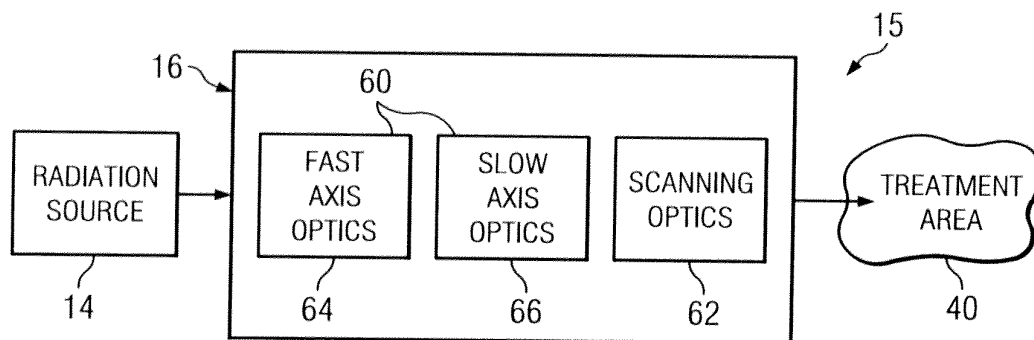 15
16
60
RADIATION
SOURCE
FAST
AXIS
OPTICS
SLOW
AXIS
OPTICS
SCANNING
OPTICS
TREATMENT
AREA
14
64
66
62
40